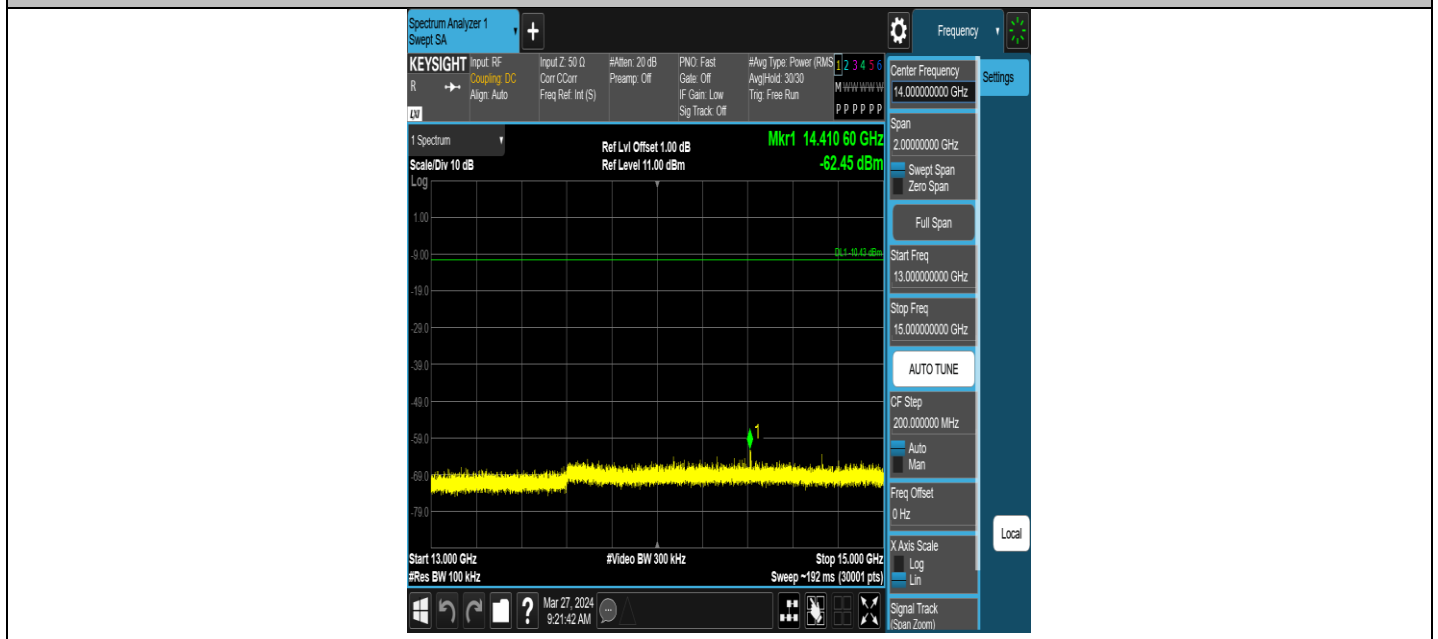 Spectrum Analyzer 1
Swept SA
+
Frequency
KEYSIGHT
R
LXI
Input: RF
Coupling: DC
Align: Auto
Input Z: 50 Ω
Corr CCorr
Freq Ref: Int (S)
#Atten: 20 dB
Preamp: Off
PNO: Fast
Gate: Off
IF Gain: Low
Sig Track: Off
#Avg Type: Power (RMS
Avg|Hold: 30/30
Trig: Free Run
1 2 3 4 5 6
M W W W W W
P P P P P P
1 Spectrum
Scale/Div 10 dB
Log
Ref Lvl Offset 1.00 dB
Ref Level 11.00 dBm
Mkr1 14.410 60 GHz
-62.45 dBm
1.00
-9.00
-19.0
-29.0
-39.0
-49.0
-59.0
-69.0
-79.0
DL1 -10.43 dBm
1
Start 13.000 GHz
#Res BW 100 kHz
#Video BW 300 kHz
Stop 15.000 GHz
Sweep ~192 ms (30001 pts)
?
Mar 27, 2024
9:21:42 AM
Center Frequency
14.000000000 GHz
Settings
Span
2.00000000 GHz
Swept Span
Zero Span
Full Span
Start Freq
13.000000000 GHz
Stop Freq
15.000000000 GHz
AUTO TUNE
CF Step
200.000000 MHz
Auto
Man
Freq Offset
0 Hz
X Axis Scale
Log
Lin
Signal Track
(Span Zoom)
Local